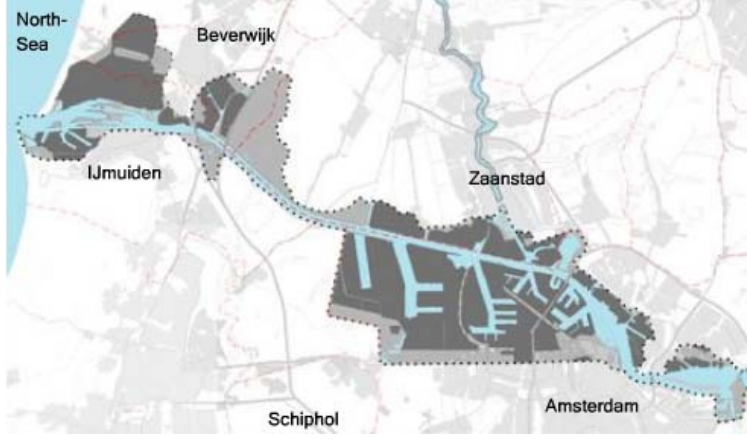 North-
Sea
Beverwijk
IJmuiden
Zaanstad
Schiphol
Amsterdam